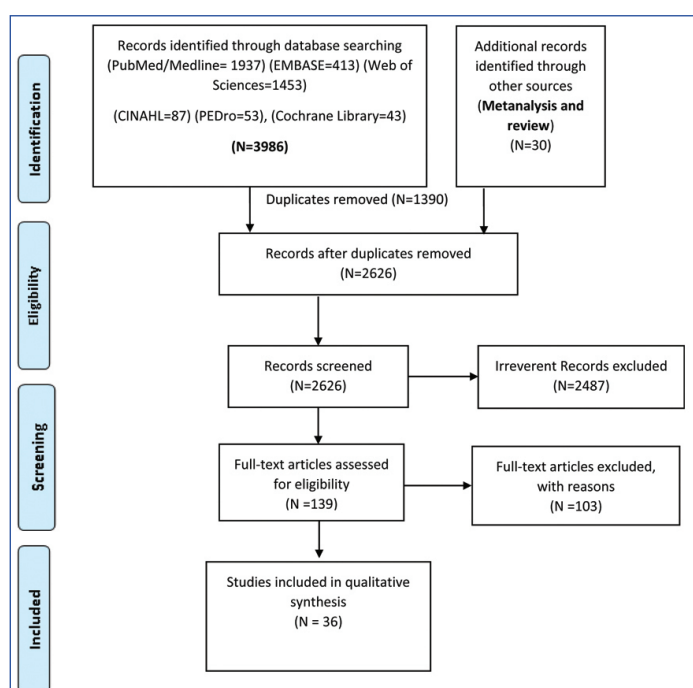 Identification
Records identified through database searching
(PubMed/Medline= 1937) (EMBASE=413) (Web of
Sciences=1453)
(CINAHL=87) (PEDro=53), (Cochrane Library=43)
(N=3986)
Additional records
identified through
other sources
(Metanalysis and
review)
(N=30)
Duplicates removed (N=1390)
Eligibility
Records after duplicates removed
(N=2626)
Records screened
(N=2626)
Irreverent Records excluded
(N=2487)
Screening
Full-text articles assessed
for eligibility
(N =139)
Full-text articles excluded,
with reasons
(N =103)
Included
Studies included in qualitative
synthesis
(N = 36)